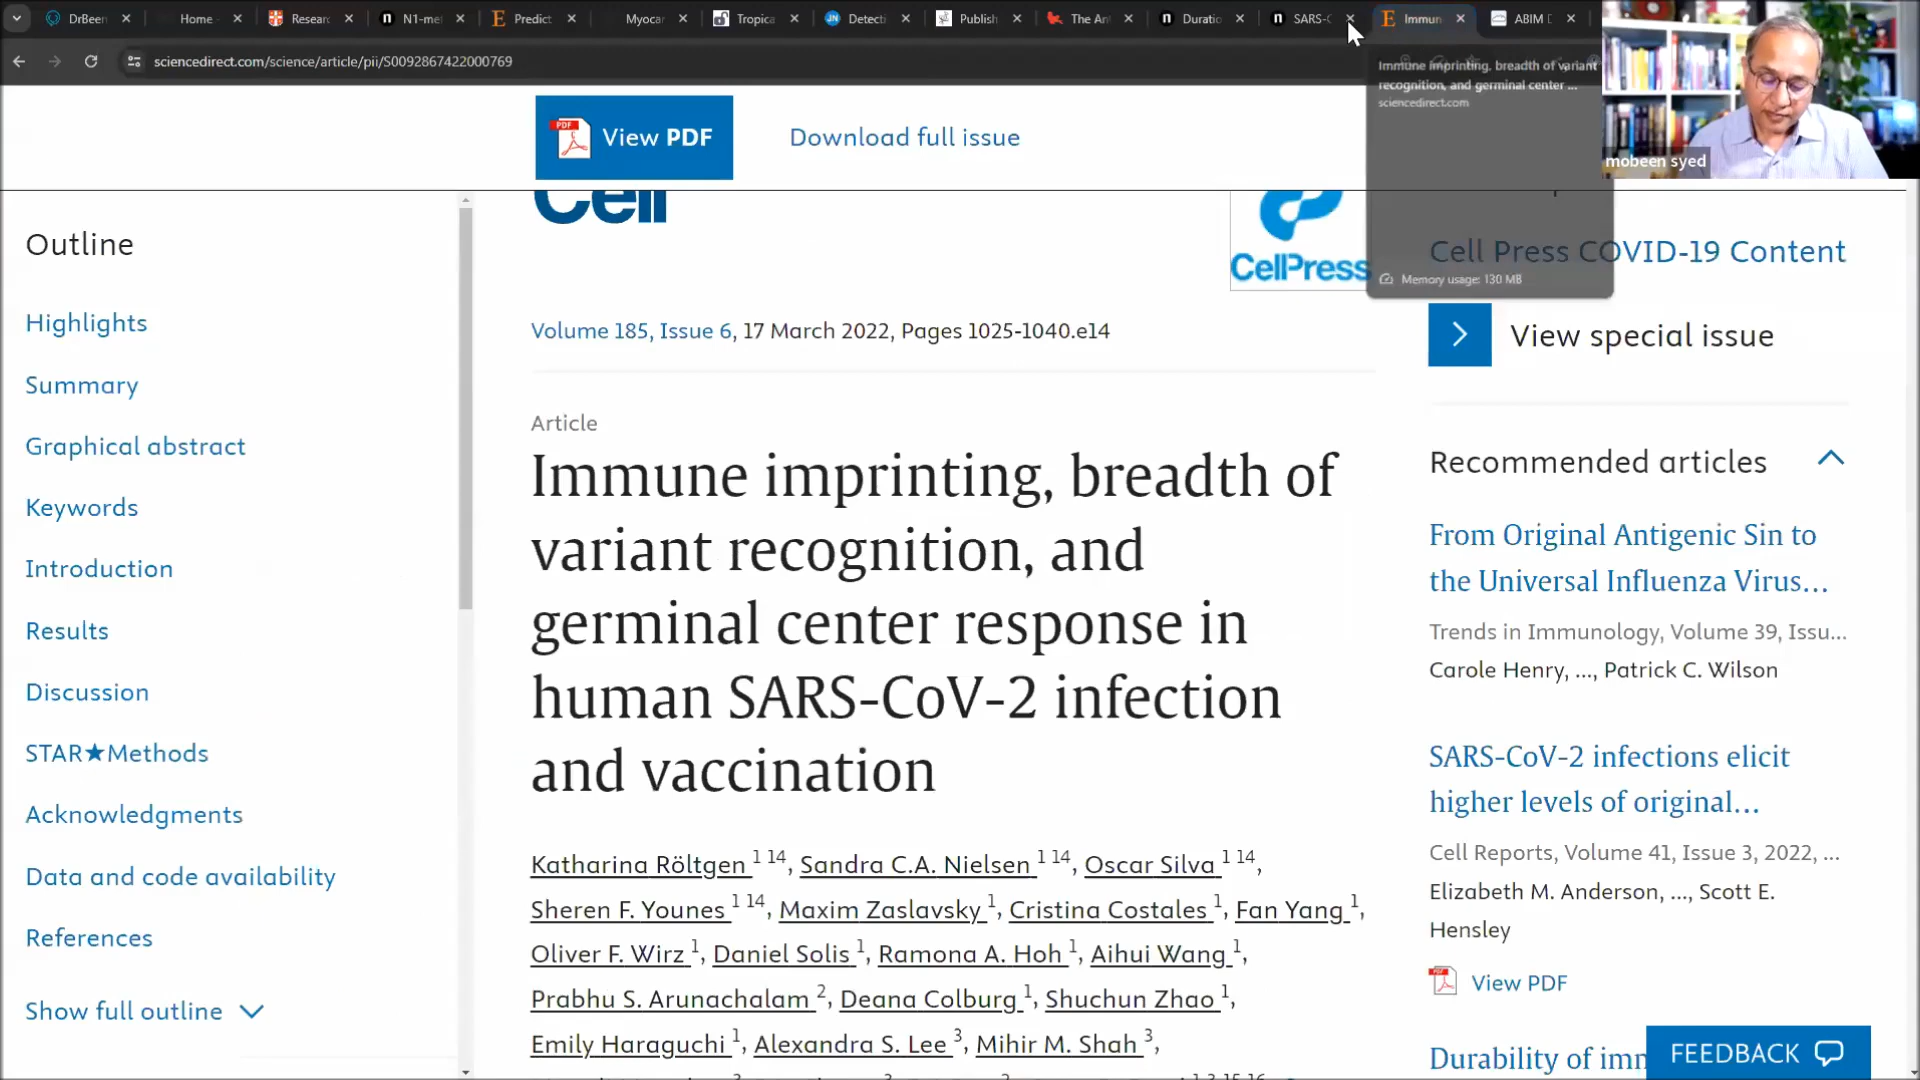 DrBeen
Home -
Researc
N1-met
Predict
Myocar
Tropica
Detecti
Publish
The An
Duratio
SARS-C
Immun
ABIM D
sciencedirect.com/science/article/pii/S0092867422000769
Immune imprinting, breadth of variant
recognition, and germinal center ...
sciencedirect.com
Memory usage: 130 MB
mobeen syed
PDF
View PDF
Download full issue
Cell
CellPress
Cell Press COVID-19 Content
View special issue
Outline
Highlights
Summary
Graphical abstract
Keywords
Introduction
Results
Discussion
STAR★Methods
Acknowledgments
Data and code availability
References
Show full outline
Volume 185, Issue 6, 17 March 2022, Pages 1025-1040.e14
Article
Immune imprinting, breadth of
variant recognition, and
germinal center response in
human SARS-CoV-2 infection
and vaccination
Katharina Röltgen 1 14, Sandra C.A. Nielsen 1 14, Oscar Silva 1 14,
Sheren F. Younes 1 14, Maxim Zaslavsky 1, Cristina Costales 1, Fan Yang 1,
Oliver F. Wirz 1, Daniel Solis 1, Ramona A. Hoh 1, Aihui Wang 1,
Prabhu S. Arunachalam 2, Deana Colburg 1, Shuchun Zhao 1,
Emily Haraguchi 1, Alexandra S. Lee 3, Mihir M. Shah 3,
Recommended articles
From Original Antigenic Sin to
the Universal Influenza Virus...
Trends in Immunology, Volume 39, Issu...
Carole Henry, ..., Patrick C. Wilson
SARS-CoV-2 infections elicit
higher levels of original...
Cell Reports, Volume 41, Issue 3, 2022, ...
Elizabeth M. Anderson, ..., Scott E.
Hensley
PDF
View PDF
Durability of imm
FEEDBACK